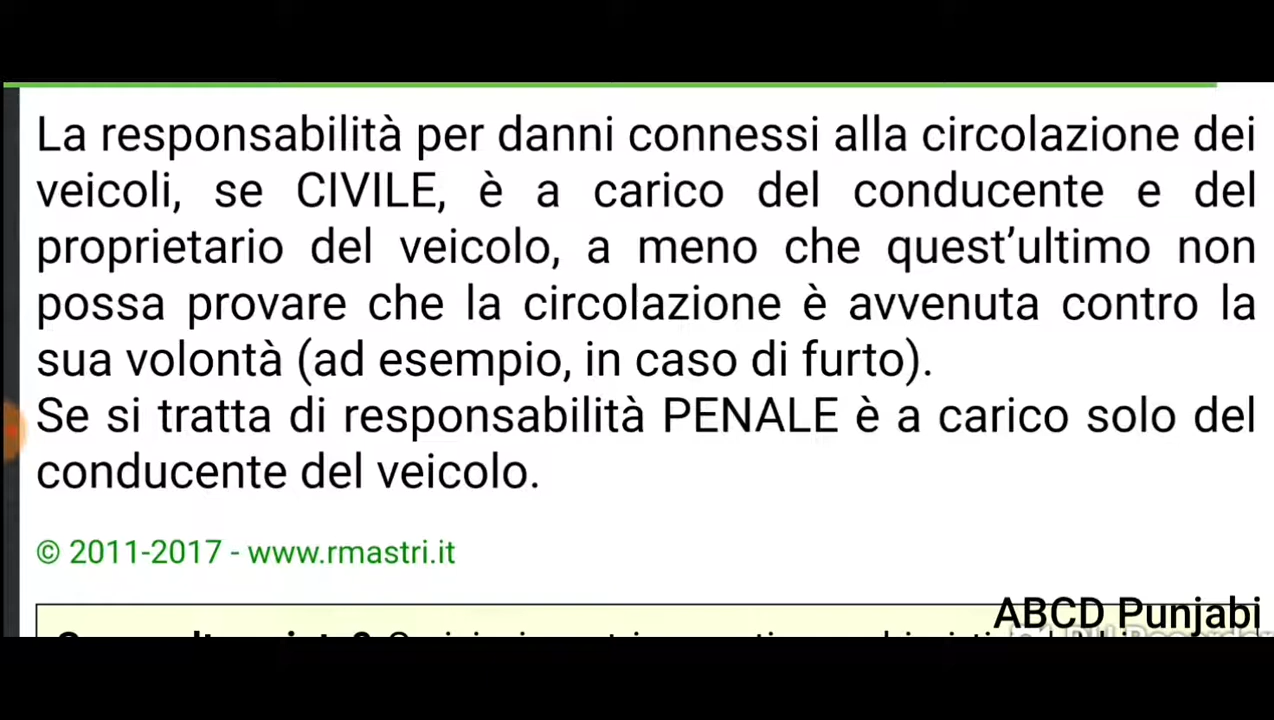 La responsabilità per danni connessi alla circolazione dei
veicoli, se CIVILE, è a carico del conducente e del
proprietario del veicolo, a meno che quest’ultimo non
possa provare che la circolazione è avvenuta contro la
sua volontà (ad esempio, in caso di furto).
Se si tratta di responsabilità PENALE è a carico solo del
conducente del veicolo.
© 2011-2017 - www.rmastri.it
ABCD Punjabi